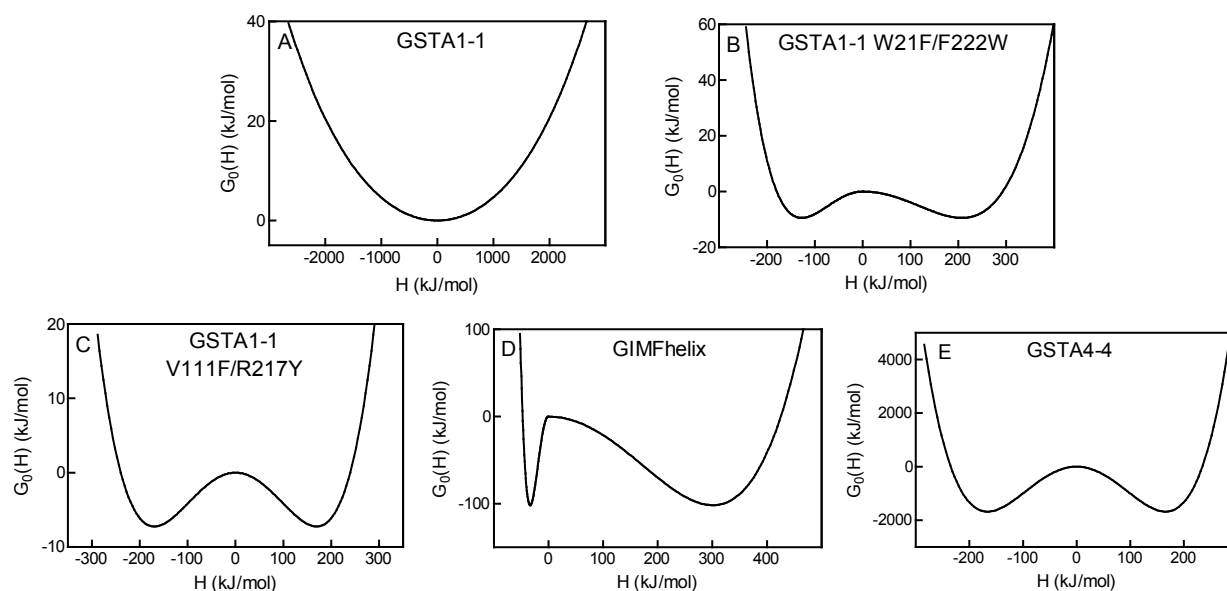 A
GSTA1-1
40
20
0
G₀(H) (kJ/mol)
-2000 -1000 0 1000 2000
H (kJ/mol)
B
GSTA1-1 W21F/F222W
60
40
20
0
-20
G₀(H) (kJ/mol)
-200 -100 0 100 200 300
H (kJ/mol)
C
GSTA1-1
V111F/R217Y
20
10
0
-10
G₀(H) (kJ/mol)
-300 -200 -100 0 100 200 300
H (kJ/mol)
D
GIMFhelix
100
0
-100
G₀(H) (kJ/mol)
0 100 200 300 400
H (kJ/mol)
E
GSTA4-4
4000
2000
0
-2000
G₀(H) (kJ/mol)
-200 -100 0 100 200
H (kJ/mol)